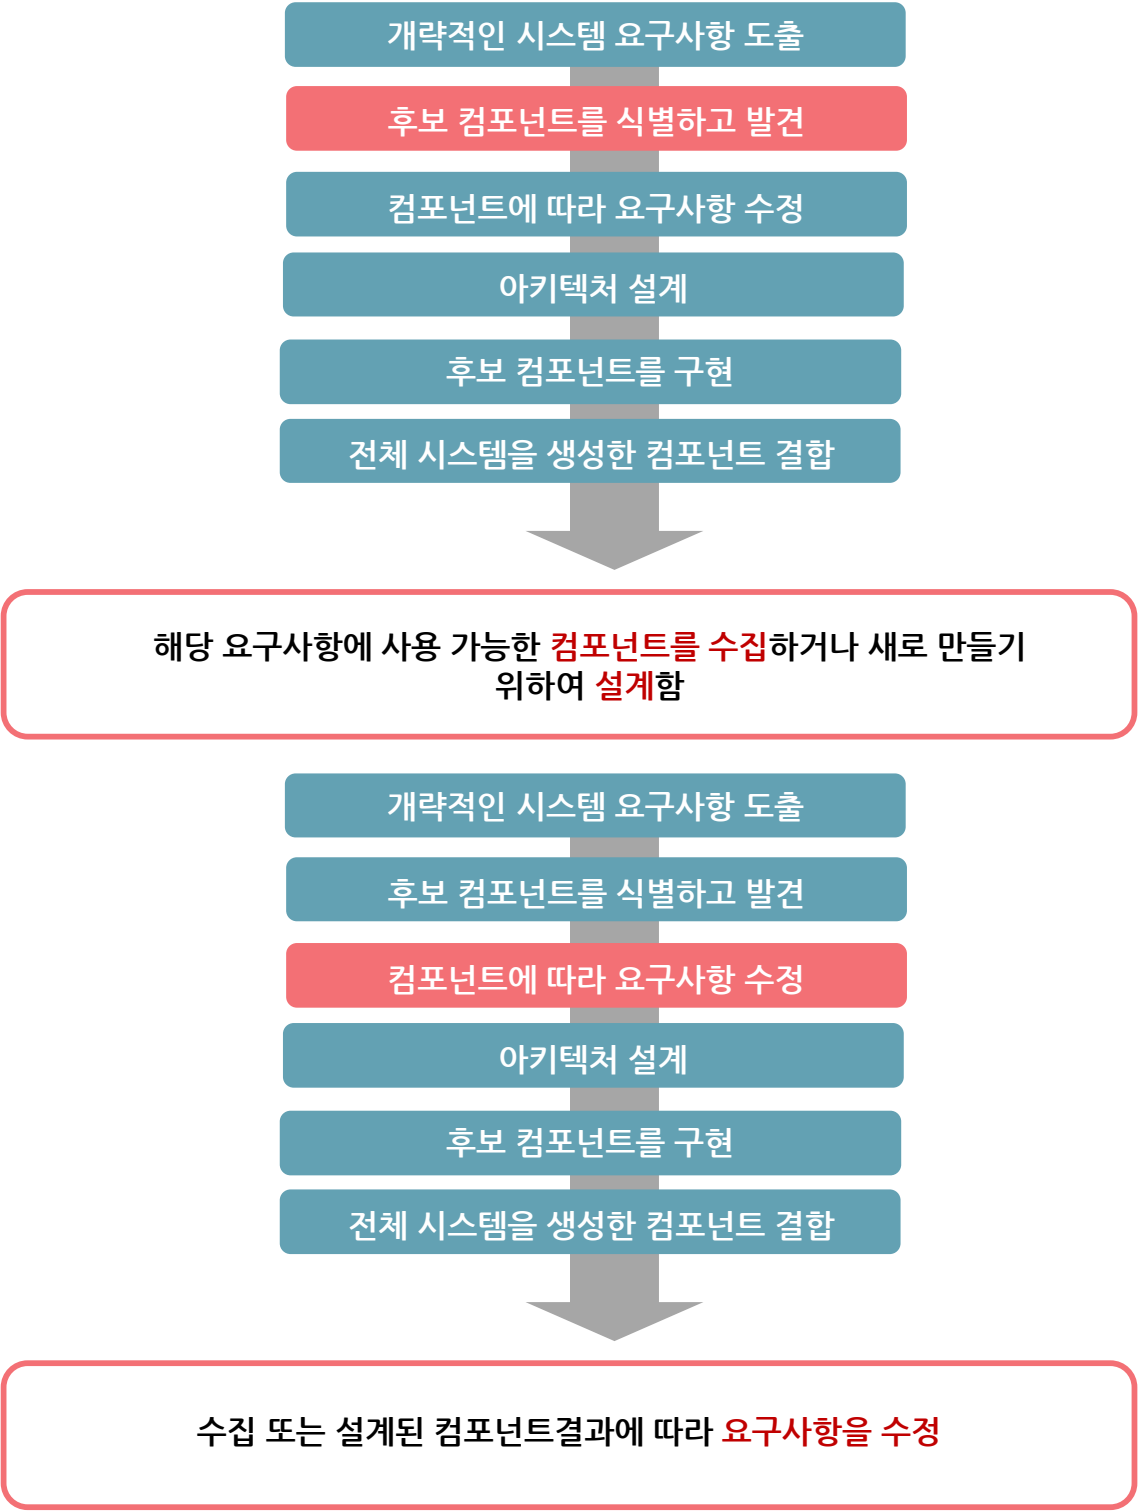 개략적인 시스템 요구사항 도출
후보 컴포넌트를 식별하고 발견
컴포넌트에 따라 요구사항 수정
아키텍처 설계
후보 컴포넌트를 구현
전체 시스템을 생성한 컴포넌트 결합
해당 요구사항에 사용 가능한 컴포넌트를 수집하거나 새로 만들기
위하여 설계함
개략적인 시스템 요구사항 도출
후보 컴포넌트를 식별하고 발견
컴포넌트에 따라 요구사항 수정
아키텍처 설계
후보 컴포넌트를 구현
전체 시스템을 생성한 컴포넌트 결합
수집 또는 설계된 컴포넌트결과에 따라 요구사항을 수정